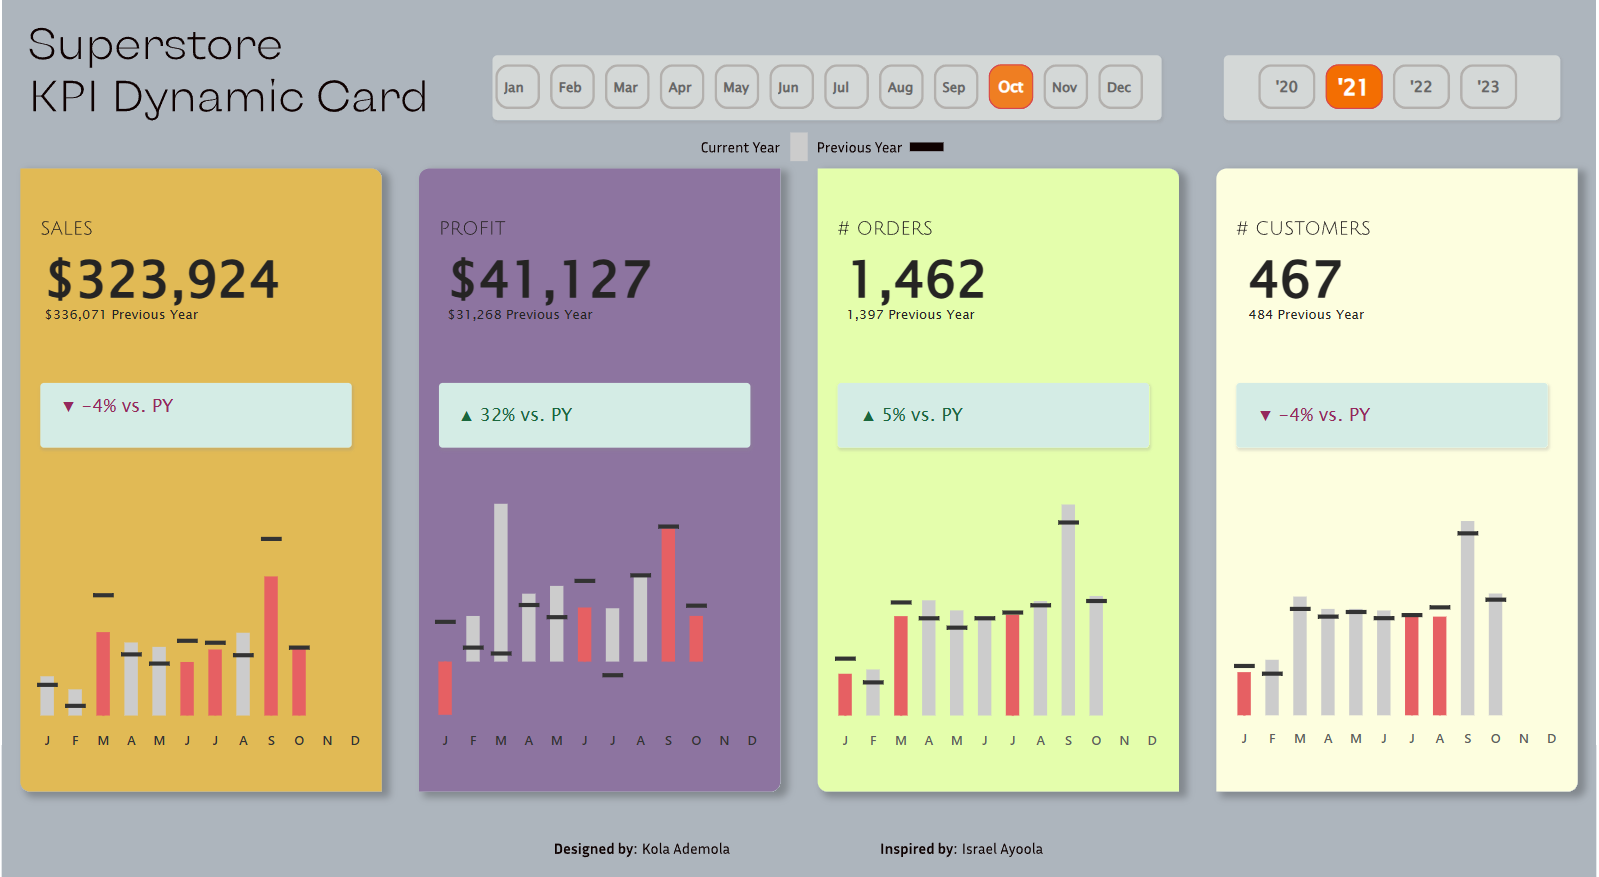 Superstore
KPI Dynamic Card
Jan Feb Mar Apr May Jun Jul Aug Sep Oct Nov Dec
'20 '21 '22 '23
Current Year Previous Year
SALES
$323,924
$336,071 Previous Year
▼ -4% vs. PY
J F M A M J J A S O N D
PROFIT
$41,127
$31,268 Previous Year
▲ 32% vs. PY
J F M A M J J A S O N D
# ORDERS
1,462
1,397 Previous Year
▲ 5% vs. PY
J F M A M J J A S O N D
# CUSTOMERS
467
484 Previous Year
▼ -4% vs. PY
J F M A M J J A S O N D
Designed by: Kola Ademola
Inspired by: Israel Ayoola